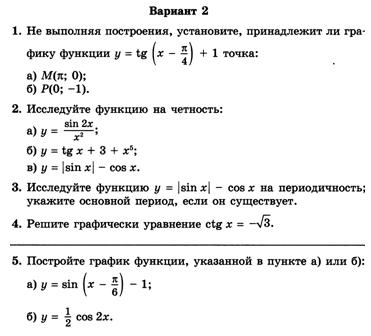 Вариант 2
1. Не выполняя построения, установите, принадлежит ли гра-
фику функции y = tg (x − π/4) + 1 точка:
а) M(π; 0);
б) P(0; −1).
2. Исследуйте функцию на четность:
а) y = sin 2x / x²;
б) y = tg x + 3 + x⁵;
в) y = |sin x| − cos x.
3. Исследуйте функцию y = |sin x| − cos x на периодичность;
укажите основной период, если он существует.
4. Решите графически уравнение ctg x = −√3.
5. Постройте график функции, указанной в пункте а) или б):
а) y = sin (x − π/6) − 1;
б) y = 1/2 cos 2x.